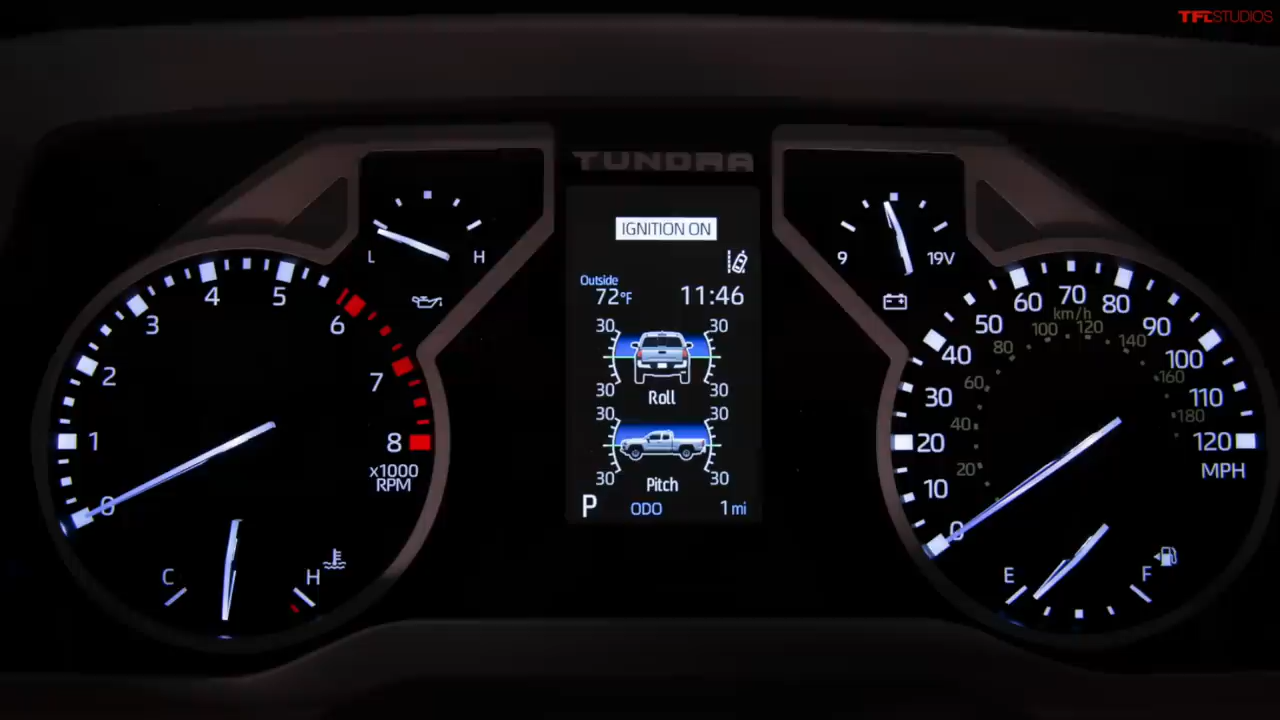 TFLSTUDIOS
TUNDRA
L H
9 19V
IGNITION ON
Outside
72°F 11:46
30 30
30 30
Roll
30 30
30 30
Pitch
P ODO 1 mi
0 1 2 3 4 5 6 7 8
x1000
RPM
C H
0 10 20 30 40 50 60 70 80 90 100 110 120
MPH
km/h
20 40 60 80 100 120 140 160 180
E F